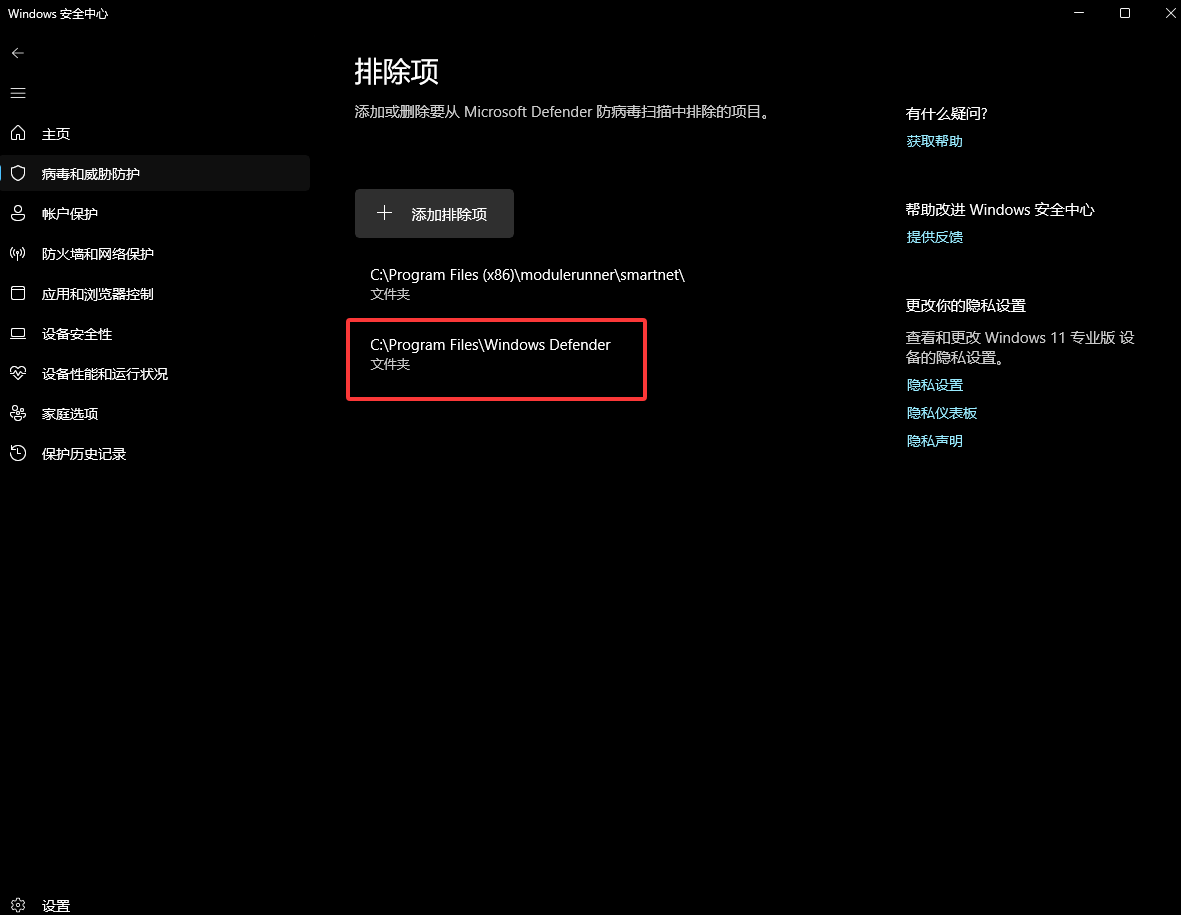 Windows 安全中心
主页
病毒和威胁防护
帐户保护
防火墙和网络保护
应用和浏览器控制
设备安全性
设备性能和运行状况
家庭选项
保护历史记录
设置
排除项
添加或删除要从 Microsoft Defender 防病毒扫描中排除的项目。
添加排除项
C:\Program Files (x86)\modulerunner\smartnet\
文件夹
C:\Program Files\Windows Defender
文件夹
有什么疑问?
获取帮助
帮助改进 Windows 安全中心
提供反馈
更改你的隐私设置
查看和更改 Windows 11 专业版 设
备的隐私设置。
隐私设置
隐私仪表板
隐私声明